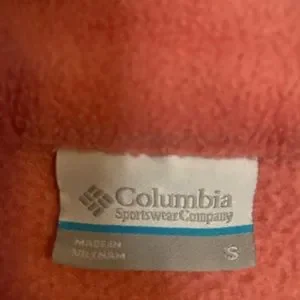 Columbia
Sportswear Company
MADE IN
VIETNAM
S